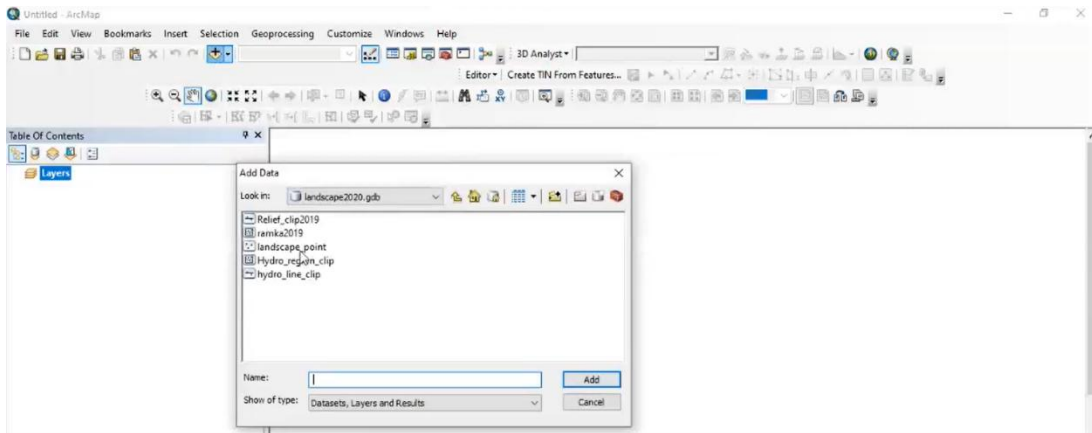 Untitled - ArcMap
File Edit View Bookmarks Insert Selection Geoprocessing Customize Windows Help
3D Analyst
Editor Create TIN From Features...
Table Of Contents
Layers
Add Data
Look in: landscape2020.gdb
Relief_clip2019
ramka2019
landscape_point
Hydro_region_clip
hydro_line_clip
Name:
Add
Show of type: Datasets, Layers and Results
Cancel